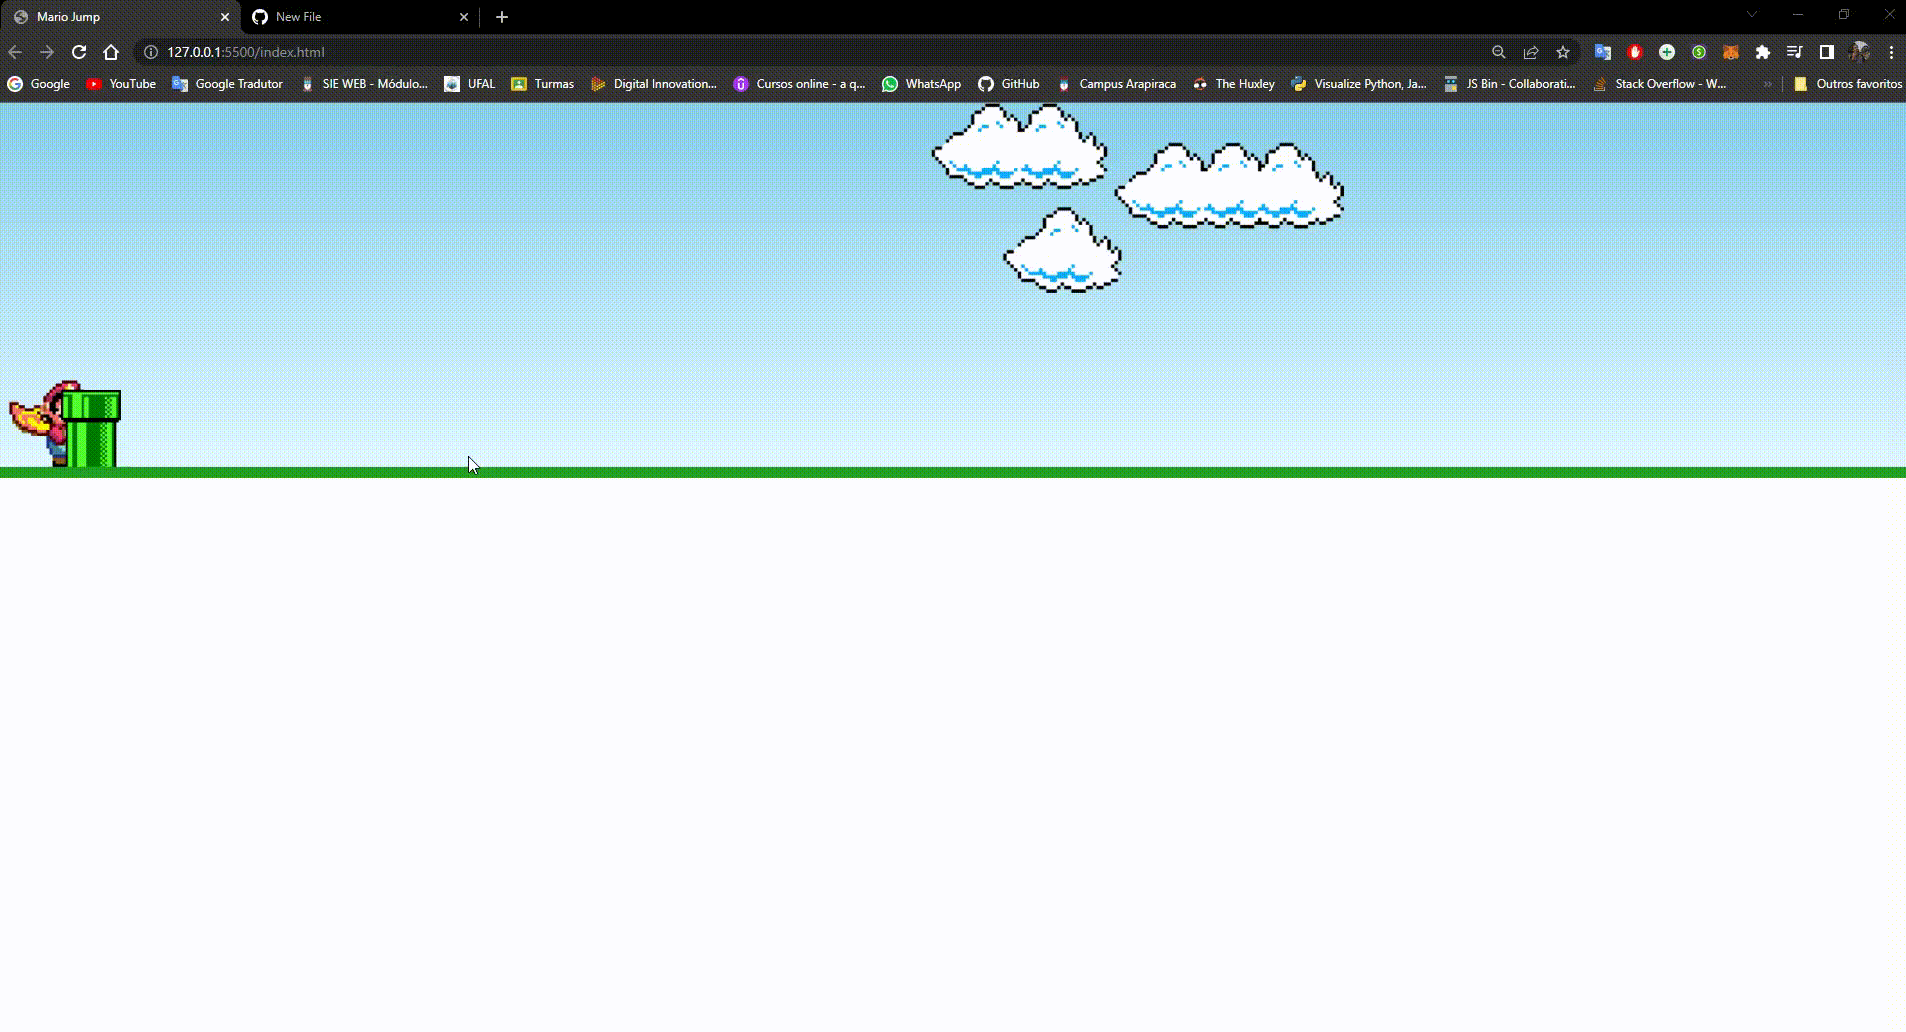 Mario Jump New File
127.0.0.1:5500/index.html
Google YouTube Google Tradutor SIE WEB - Módulo... UFAL Turmas Digital Innovation... Cursos online - a q... WhatsApp GitHub Campus Arapiraca The Huxley Visualize Python, Ja... JS Bin - Collaborati... Stack Overflow - W... » Outros favoritos